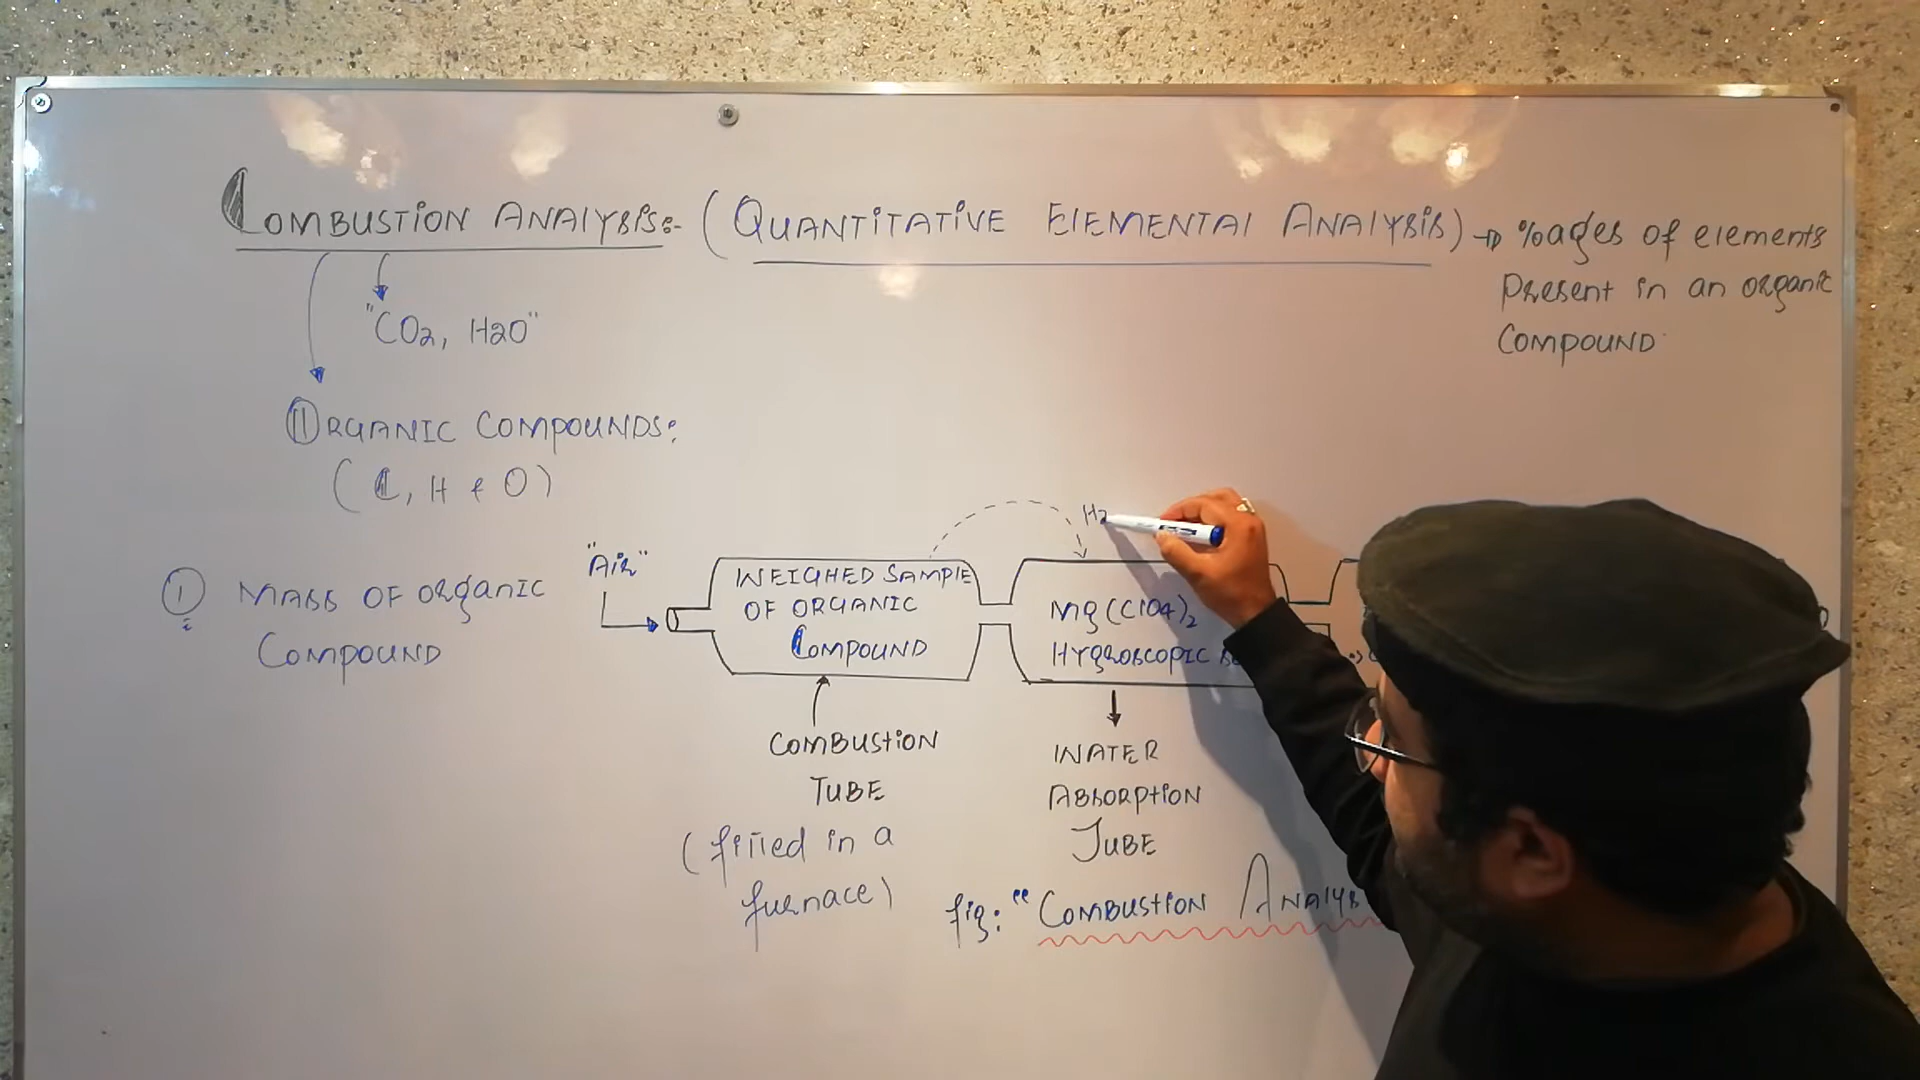 COMBUSTION ANALYSIS:- (QUANTITATIVE ELEMENTAL ANALYSIS) → %ages of elements
Present in an organic
COMPOUND.
"CO2, H2O"
ORGANIC COMPOUNDS:
(C, H & O)
① MASS OF ORGANIC
COMPOUND
"Air"
WEIGHED SAMPLE
OF ORGANIC
COMPOUND
H2
Mg(ClO4)2
HYGROSCOPIC
COMBUSTION
TUBE
(fitted in a
furnace)
WATER
ABSORPTION
TUBE
fig: "COMBUSTION ANALYS